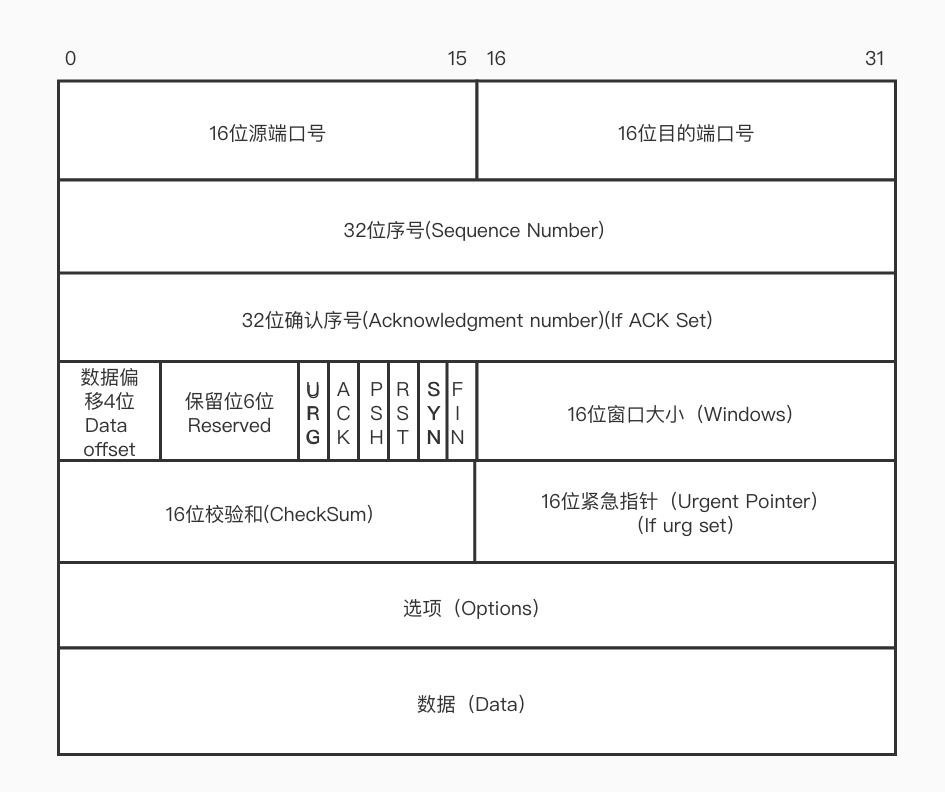 0 15 16 31
16位源端口号
16位目的端口号
32位序号(Sequence Number)
32位确认序号(Acknowledgment number)(If ACK Set)
数据偏
移4位
Data
offset
保留位6位
Reserved
URG
ACK
PSH
RST
SYN
FIN
16位窗口大小（Windows）
16位校验和(CheckSum)
16位紧急指针（Urgent Pointer）
(If urg set)
选项（Options）
数据（Data）